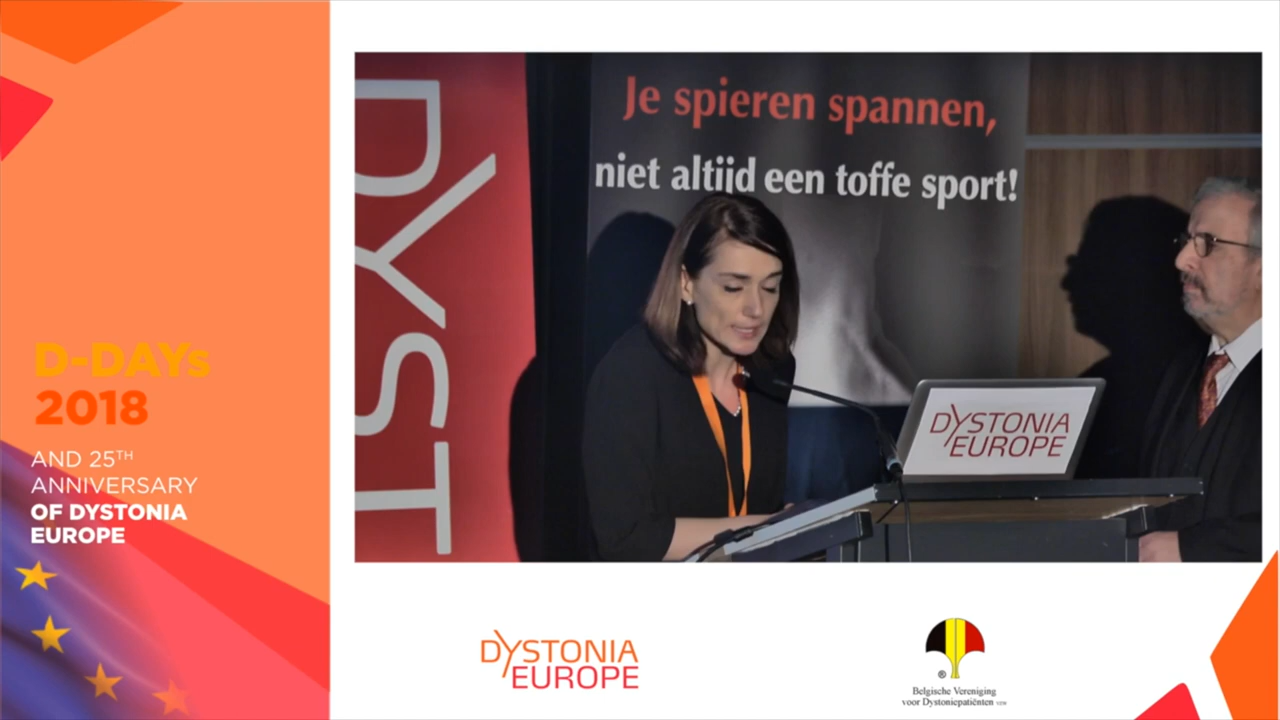 D-DAYs
2018
AND 25TH
ANNIVERSARY
OF DYSTONIA
EUROPE
DYST
Je spieren spannen,
niet altijd een toffe sport!
DYSTONIA
EUROPE
DYSTONIA
EUROPE
®
Belgische Vereniging
voor Dystoniepatiënten vzw